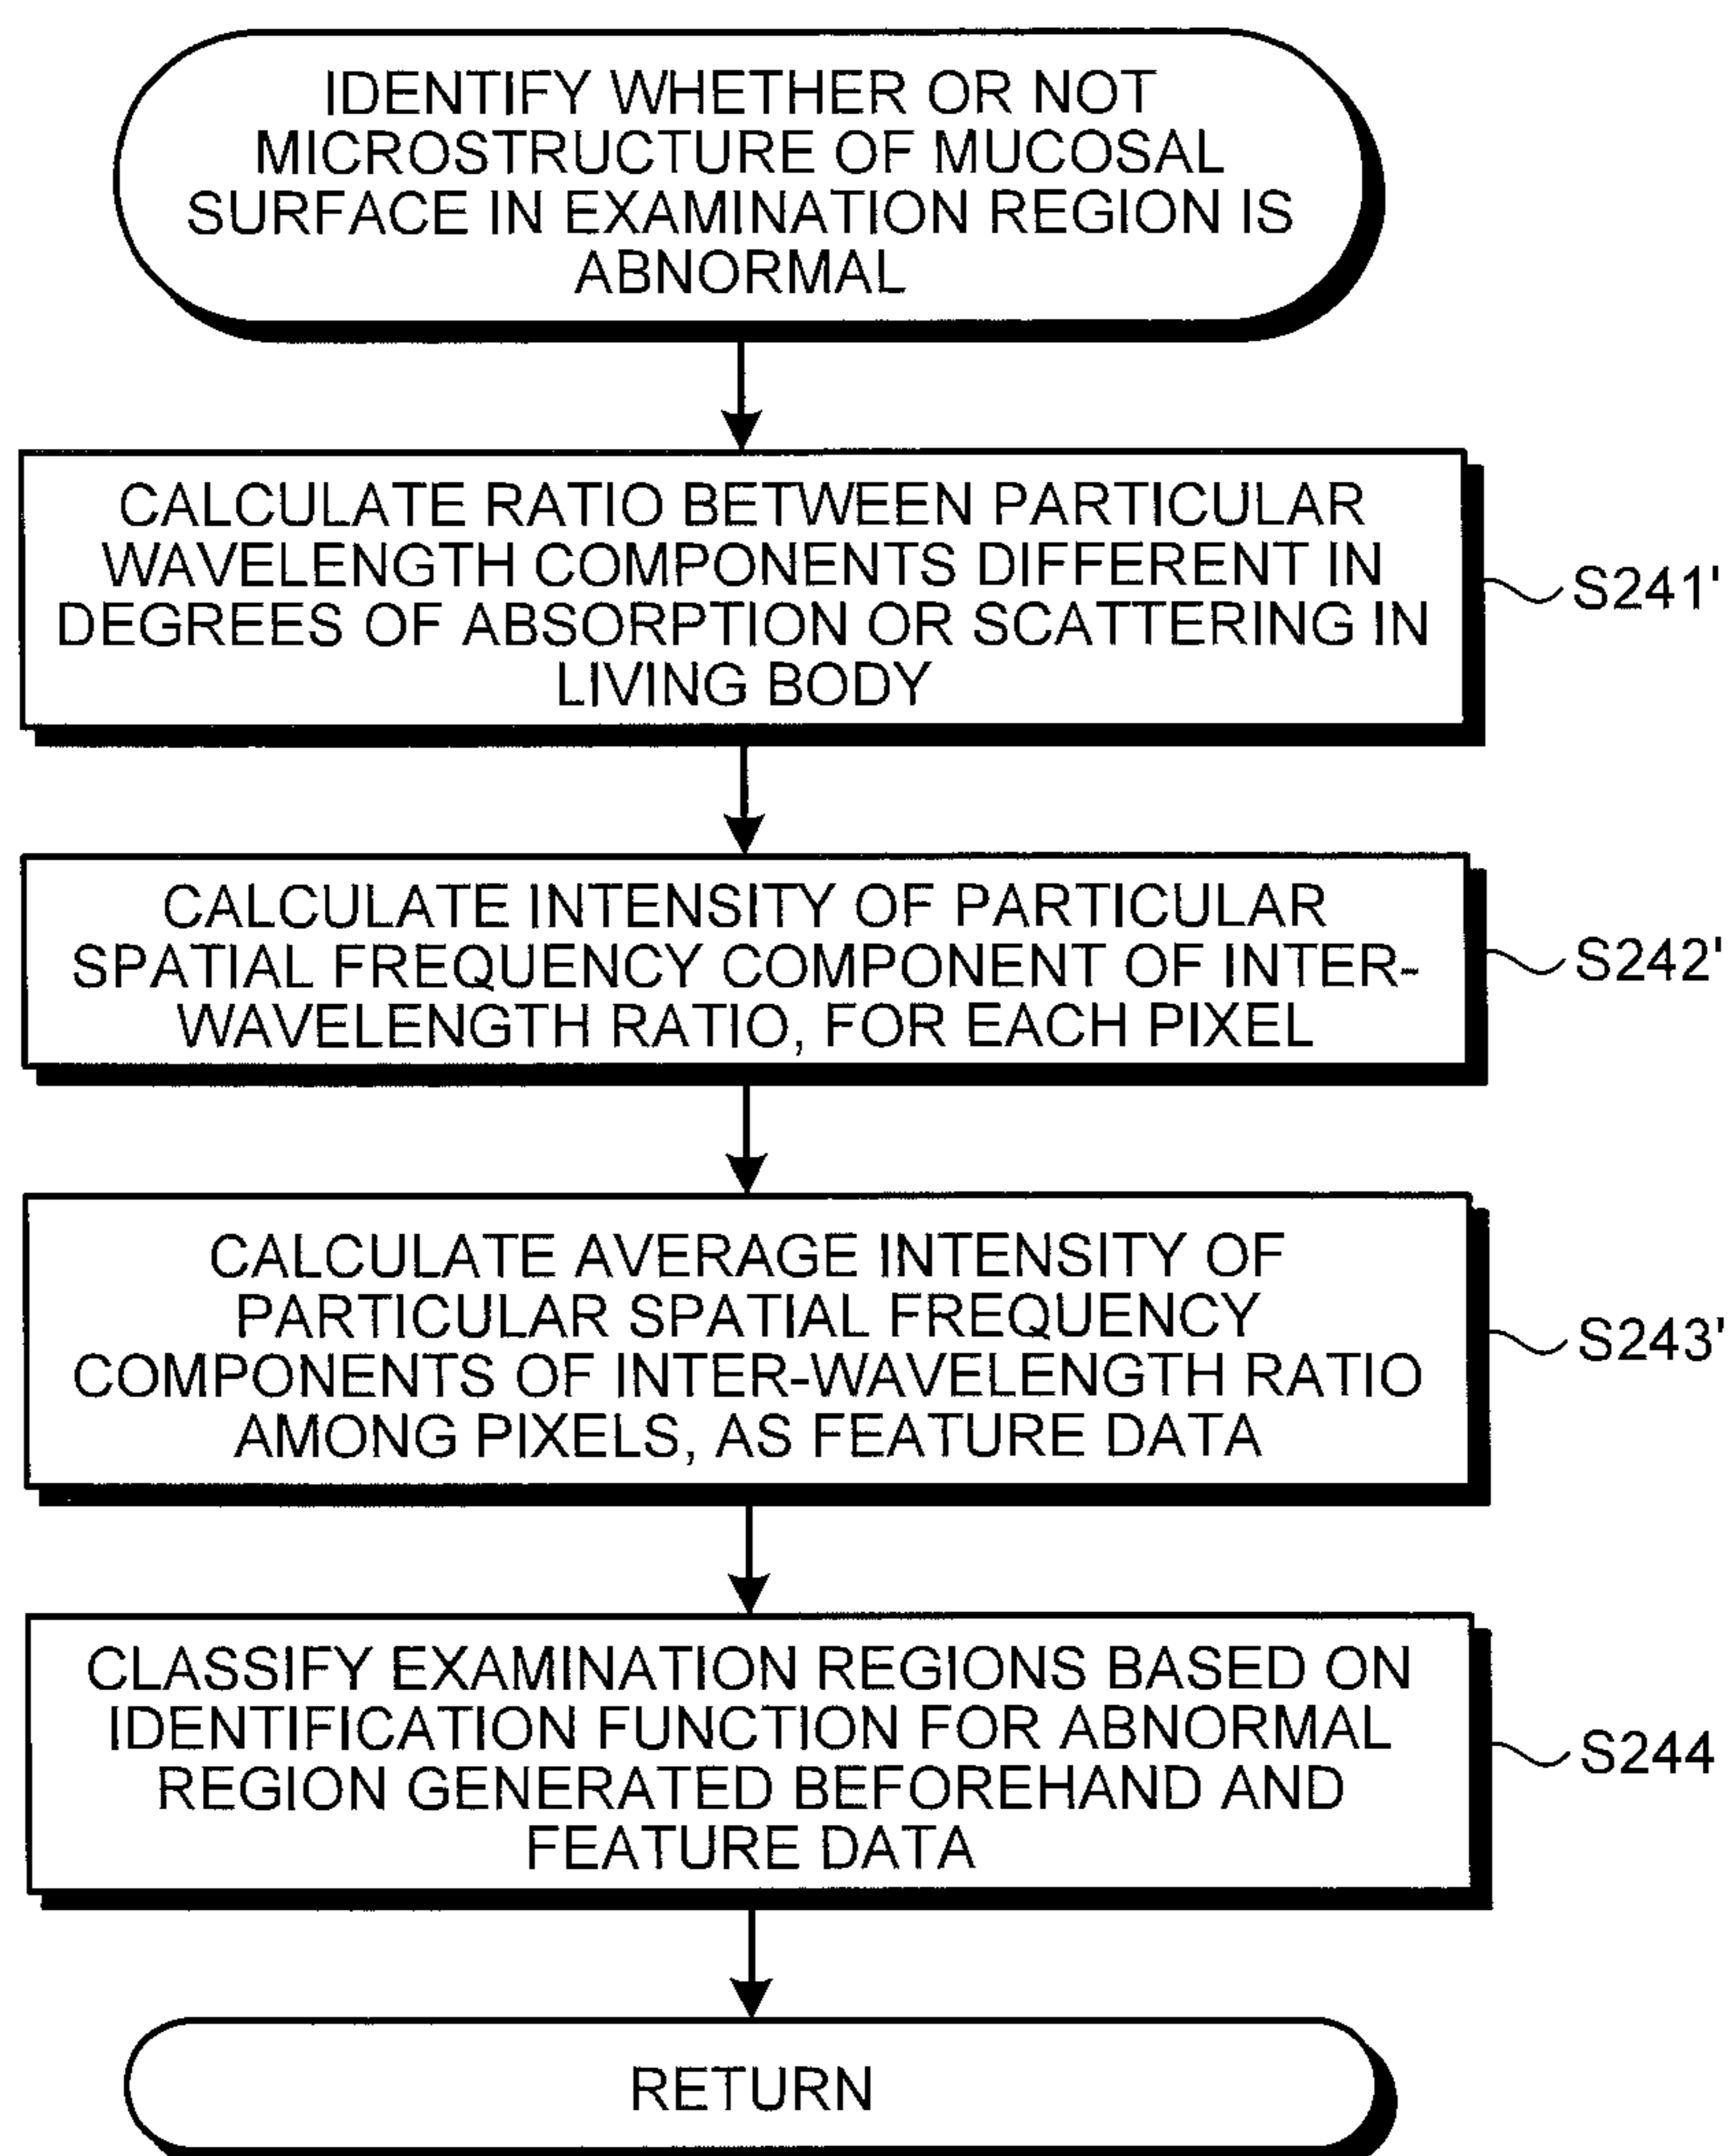 IDENTIFY WHETHER OR NOT
MICROSTRUCTURE OF MUCOSAL
SURFACE IN EXAMINATION REGION IS
ABNORMAL
CALCULATE RATIO BETWEEN PARTICULAR
WAVELENGTH COMPONENTS DIFFERENT IN
DEGREES OF ABSORPTION OR SCATTERING IN
LIVING BODY
S241'
CALCULATE INTENSITY OF PARTICULAR
SPATIAL FREQUENCY COMPONENT OF INTER-
WAVELENGTH RATIO, FOR EACH PIXEL
S242'
CALCULATE AVERAGE INTENSITY OF
PARTICULAR SPATIAL FREQUENCY
COMPONENTS OF INTER-WAVELENGTH RATIO
AMONG PIXELS, AS FEATURE DATA
S243'
CLASSIFY EXAMINATION REGIONS BASED ON
IDENTIFICATION FUNCTION FOR ABNORMAL
REGION GENERATED BEFOREHAND AND
FEATURE DATA
S244
RETURN